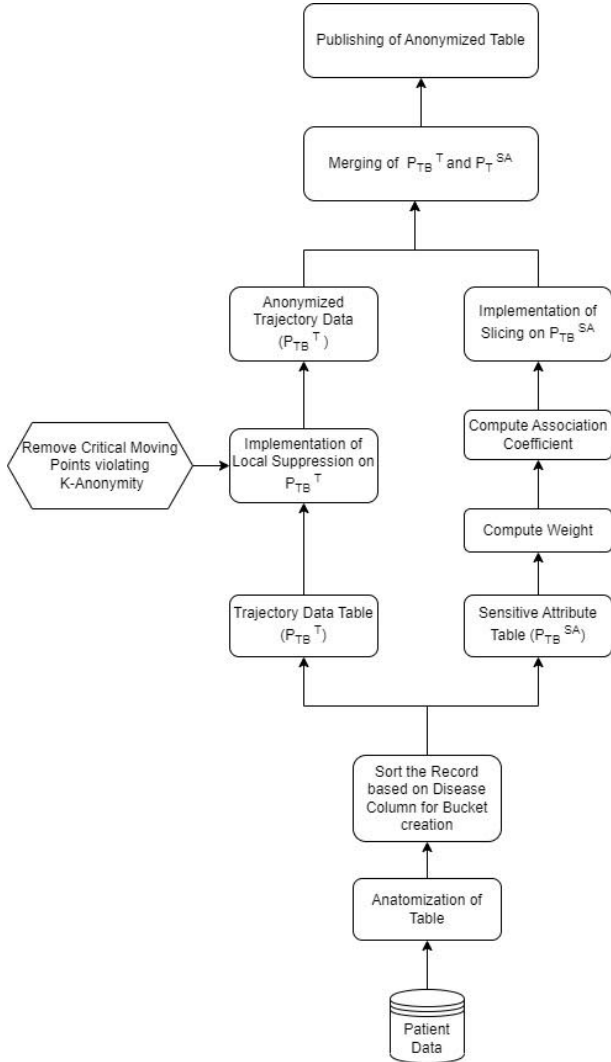 Publishing of Anonymized Table
Merging of P_TB^T and P_T^SA
Anonymized
Trajectory Data
(P_TB^T )
Implementation of
Slicing on P_TB^SA
Remove Critical Moving
Points violating
K-Anonymity
Implementation of
Local Suppression on
P_TB^T
Compute Association
Coefficient
Compute Weight
Trajectory Data Table
(P_TB^T)
Sensitive Attribute
Table (P_TB^SA)
Sort the Record
based on Disease
Column for Bucket
creation
Anatomization of
Table
Patient
Data